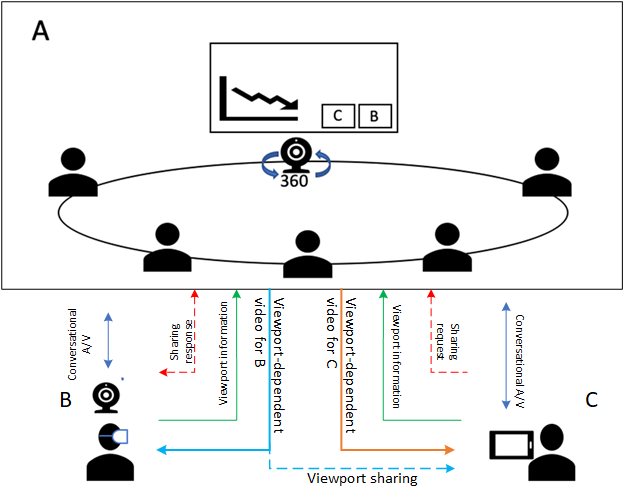 A
C
B
360
Conversational
A/V
Sharing
response
Viewport information
Viewport-dependent
video for B
Viewport-dependent
video for C
Viewport information
Sharing
request
Conversational A/V
B
C
Viewport sharing